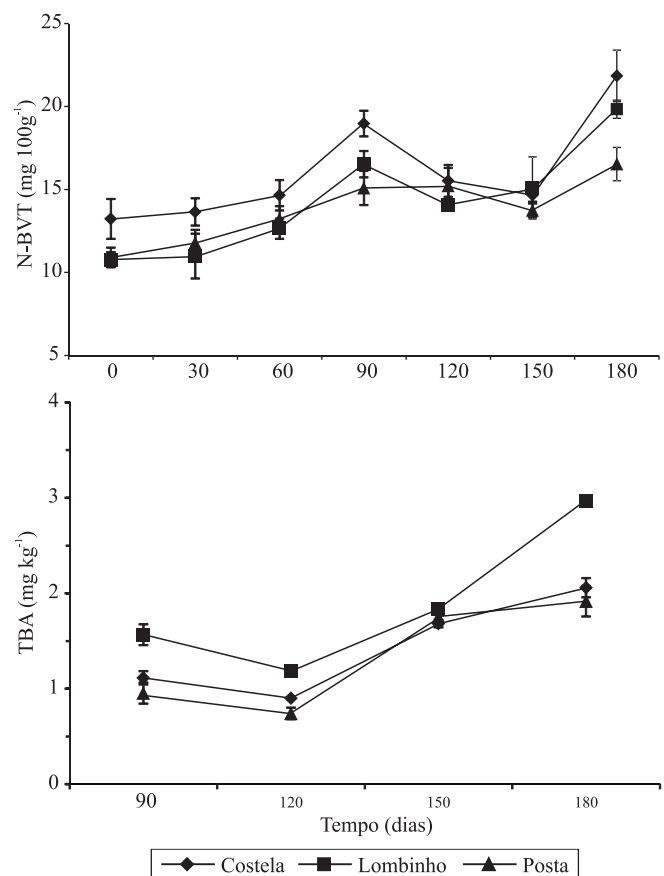 25
20
15
10
5
N-BVT (mg 100g-1)
0 30 60 90 120 150 180
4
3
2
1
0
TBA (mg kg-1)
90 120 150 180
Tempo (dias)
Costela Lombinho Posta